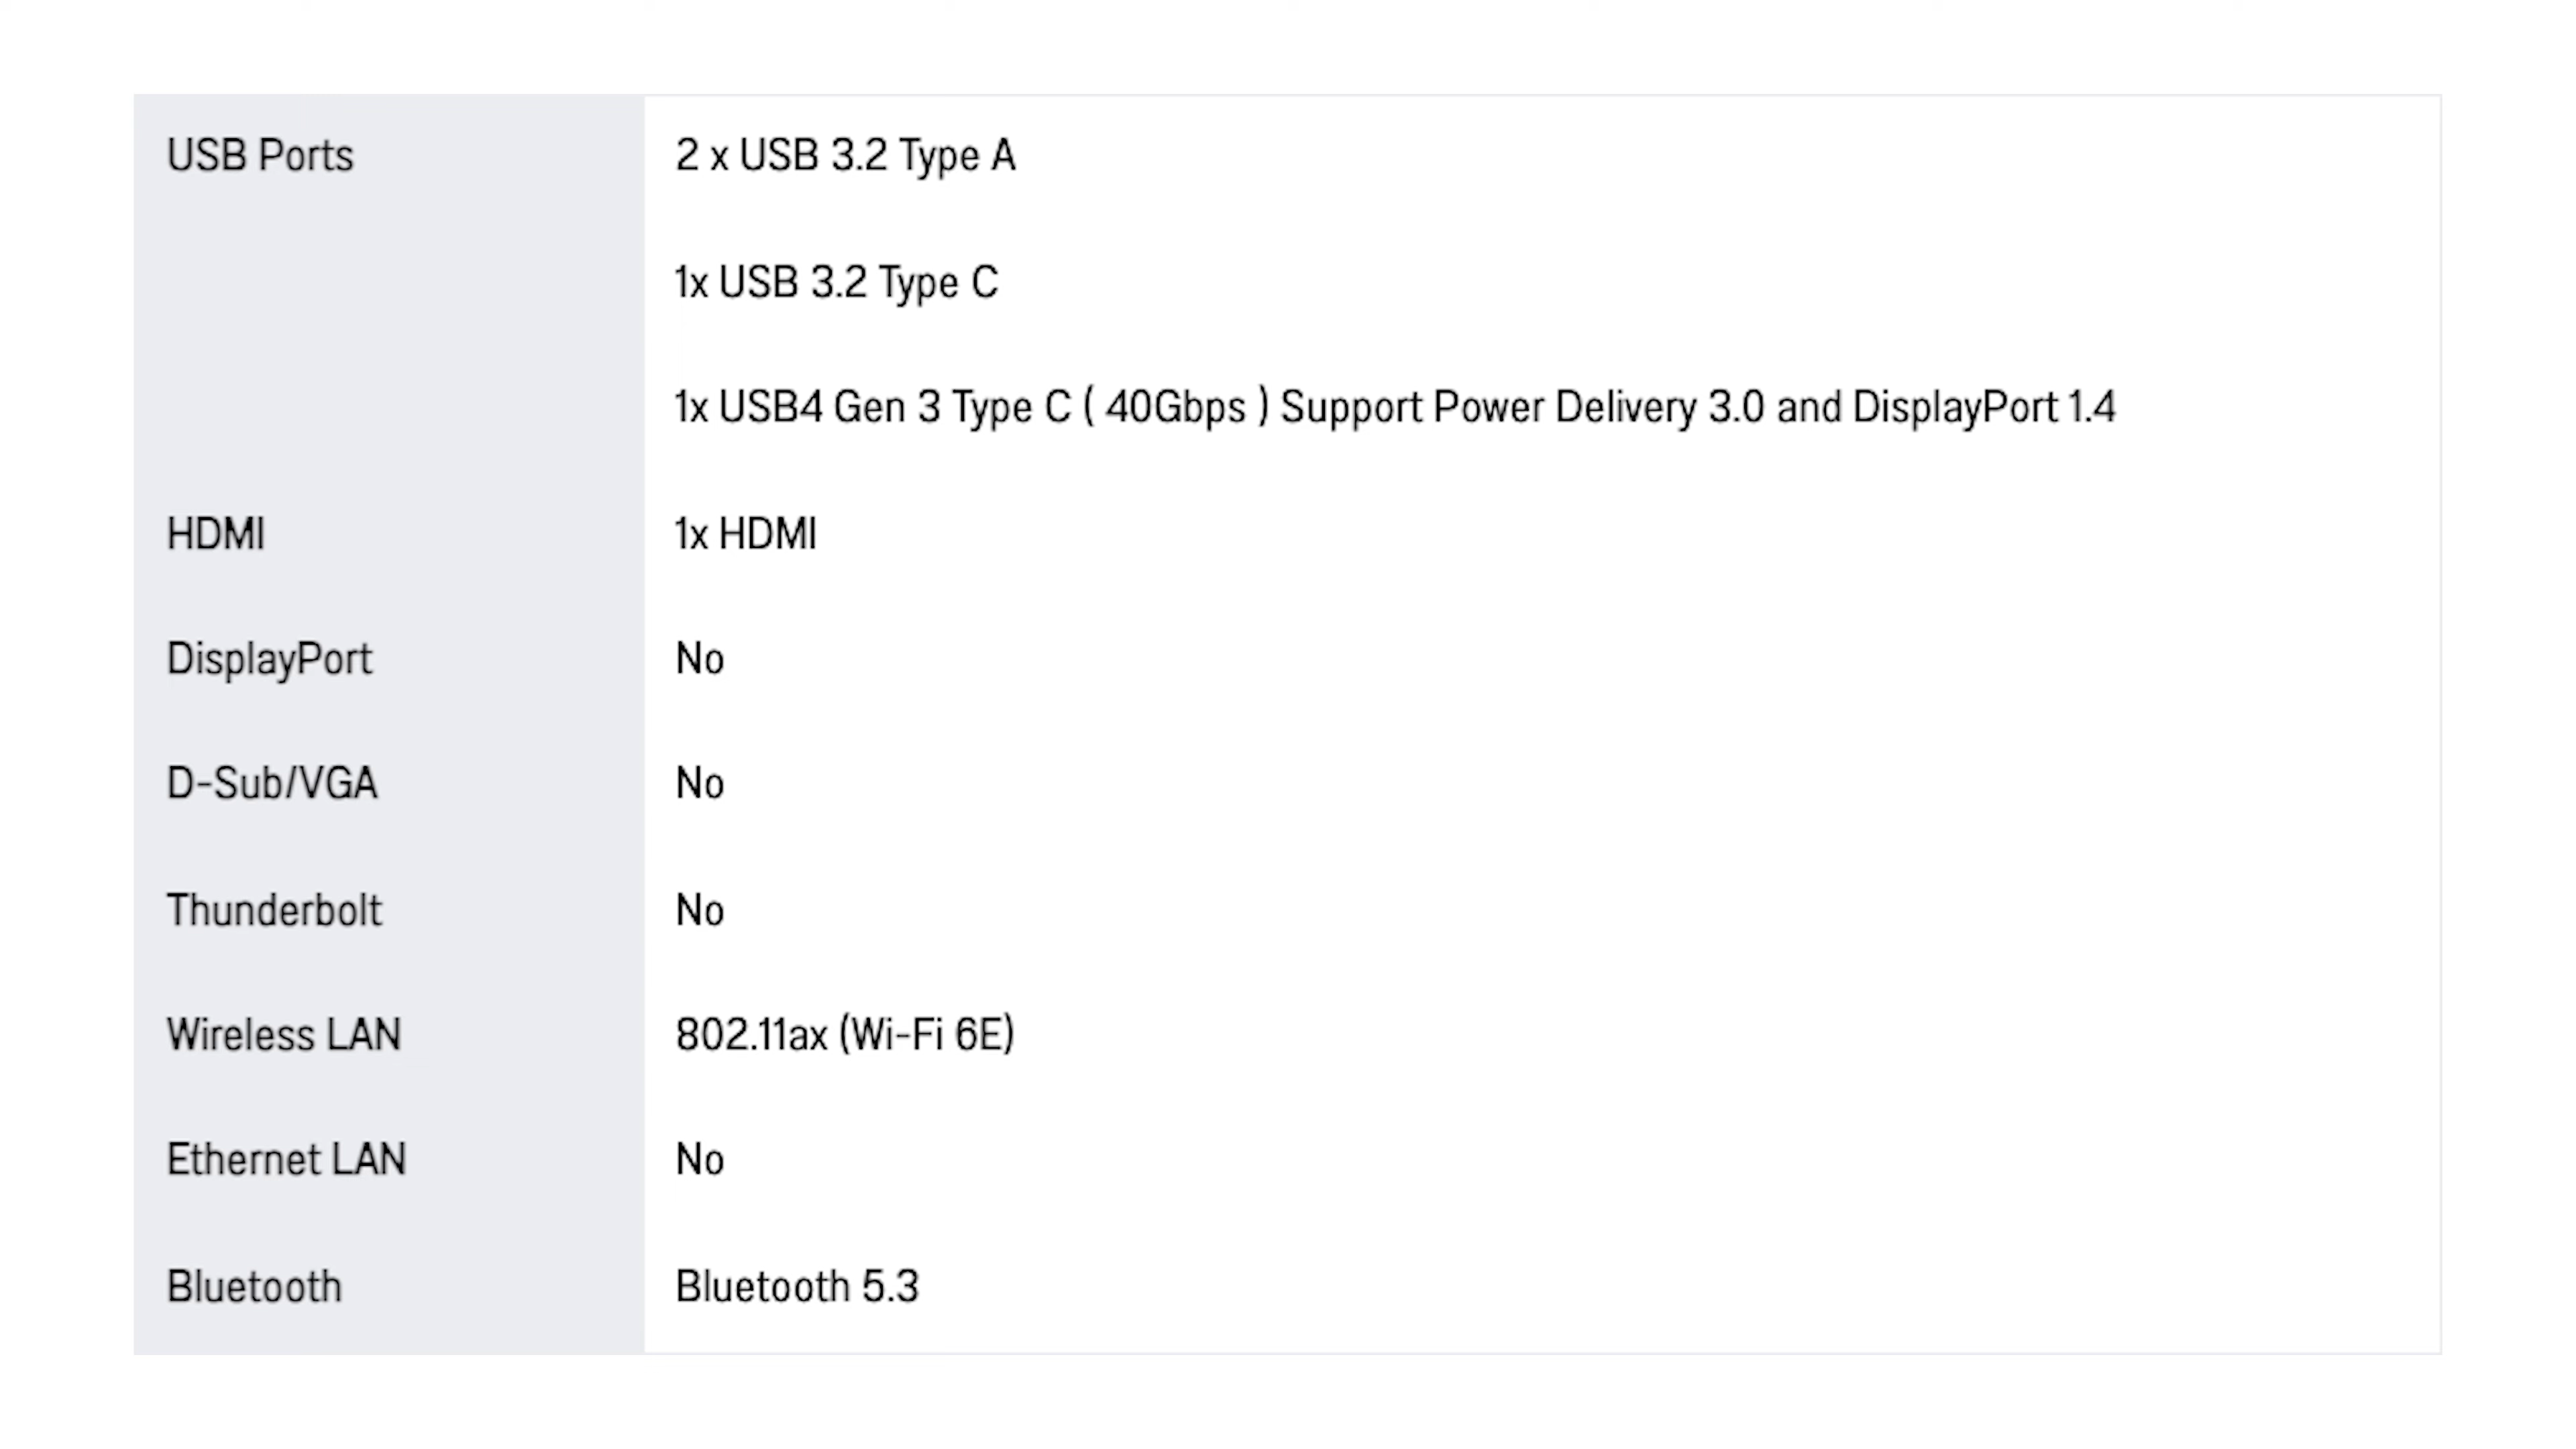 USB Ports 2 x USB 3.2 Type A
1x USB 3.2 Type C
1x USB4 Gen 3 Type C ( 40Gbps ) Support Power Delivery 3.0 and DisplayPort 1.4
HDMI 1x HDMI
DisplayPort No
D-Sub/VGA No
Thunderbolt No
Wireless LAN 802.11ax (Wi-Fi 6E)
Ethernet LAN No
Bluetooth Bluetooth 5.3